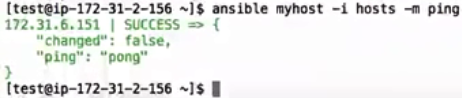 [test@ip-172-31-2-156 ~]$ ansible myhost -i hosts -m ping
172.31.6.151 | SUCCESS => {
    "changed": false,
    "ping": "pong"
}
[test@ip-172-31-2-156 ~]$